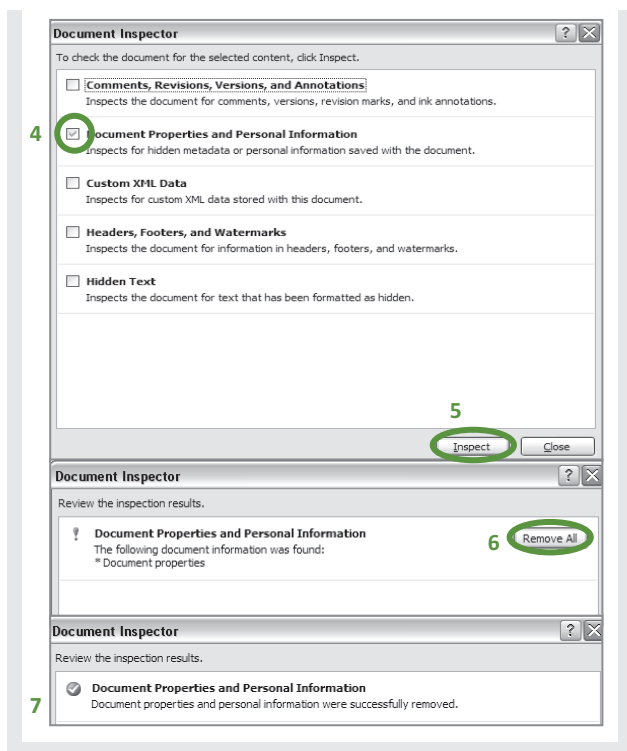 Document Inspector
To check the document for the selected content, click Inspect.
Comments, Revisions, Versions, and Annotations
Inspects the document for comments, versions, revision marks, and ink annotations.
4
Document Properties and Personal Information
Inspects for hidden metadata or personal information saved with the document.
Custom XML Data
Inspects for custom XML data stored with this document.
Headers, Footers, and Watermarks
Inspects the document for information in headers, footers, and watermarks.
Hidden Text
Inspects the document for text that has been formatted as hidden.
5
Inspect Close
Document Inspector
Review the inspection results.
! Document Properties and Personal Information
The following document information was found:
* Document properties
6 Remove All
Document Inspector
Review the inspection results.
Document Properties and Personal Information
7 Document properties and personal information were successfully removed.